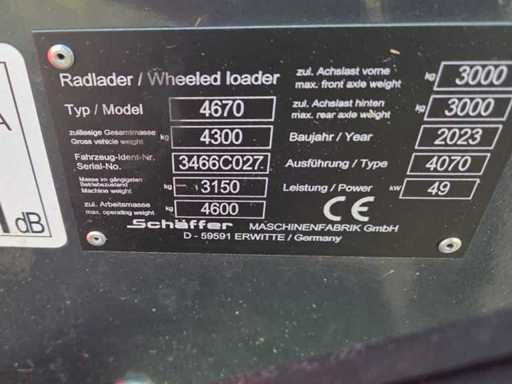 Radlader / Wheeled loader
Typ / Model 4670
zulässige Gesamtmasse
Gross vehicle weight kg 4300
Fahrzeug-Ident-Nr.
Serial-No. 3466C027
Masse im gängigsten
Betriebszustand
Machine weight kg 3150
zul. Arbeitsmasse
max. operating weight kg 4600
zul. Achslast vorne
max. front axle weight kg 3000
zul. Achslast hinten
max. rear axle weight kg 3000
Baujahr / Year 2023
Ausführung / Type 4070
Leistung / Power kW 49
CE
Schäffer MASCHINENFABRIK GmbH
D - 59591 ERWITTE / Germany
A
dB